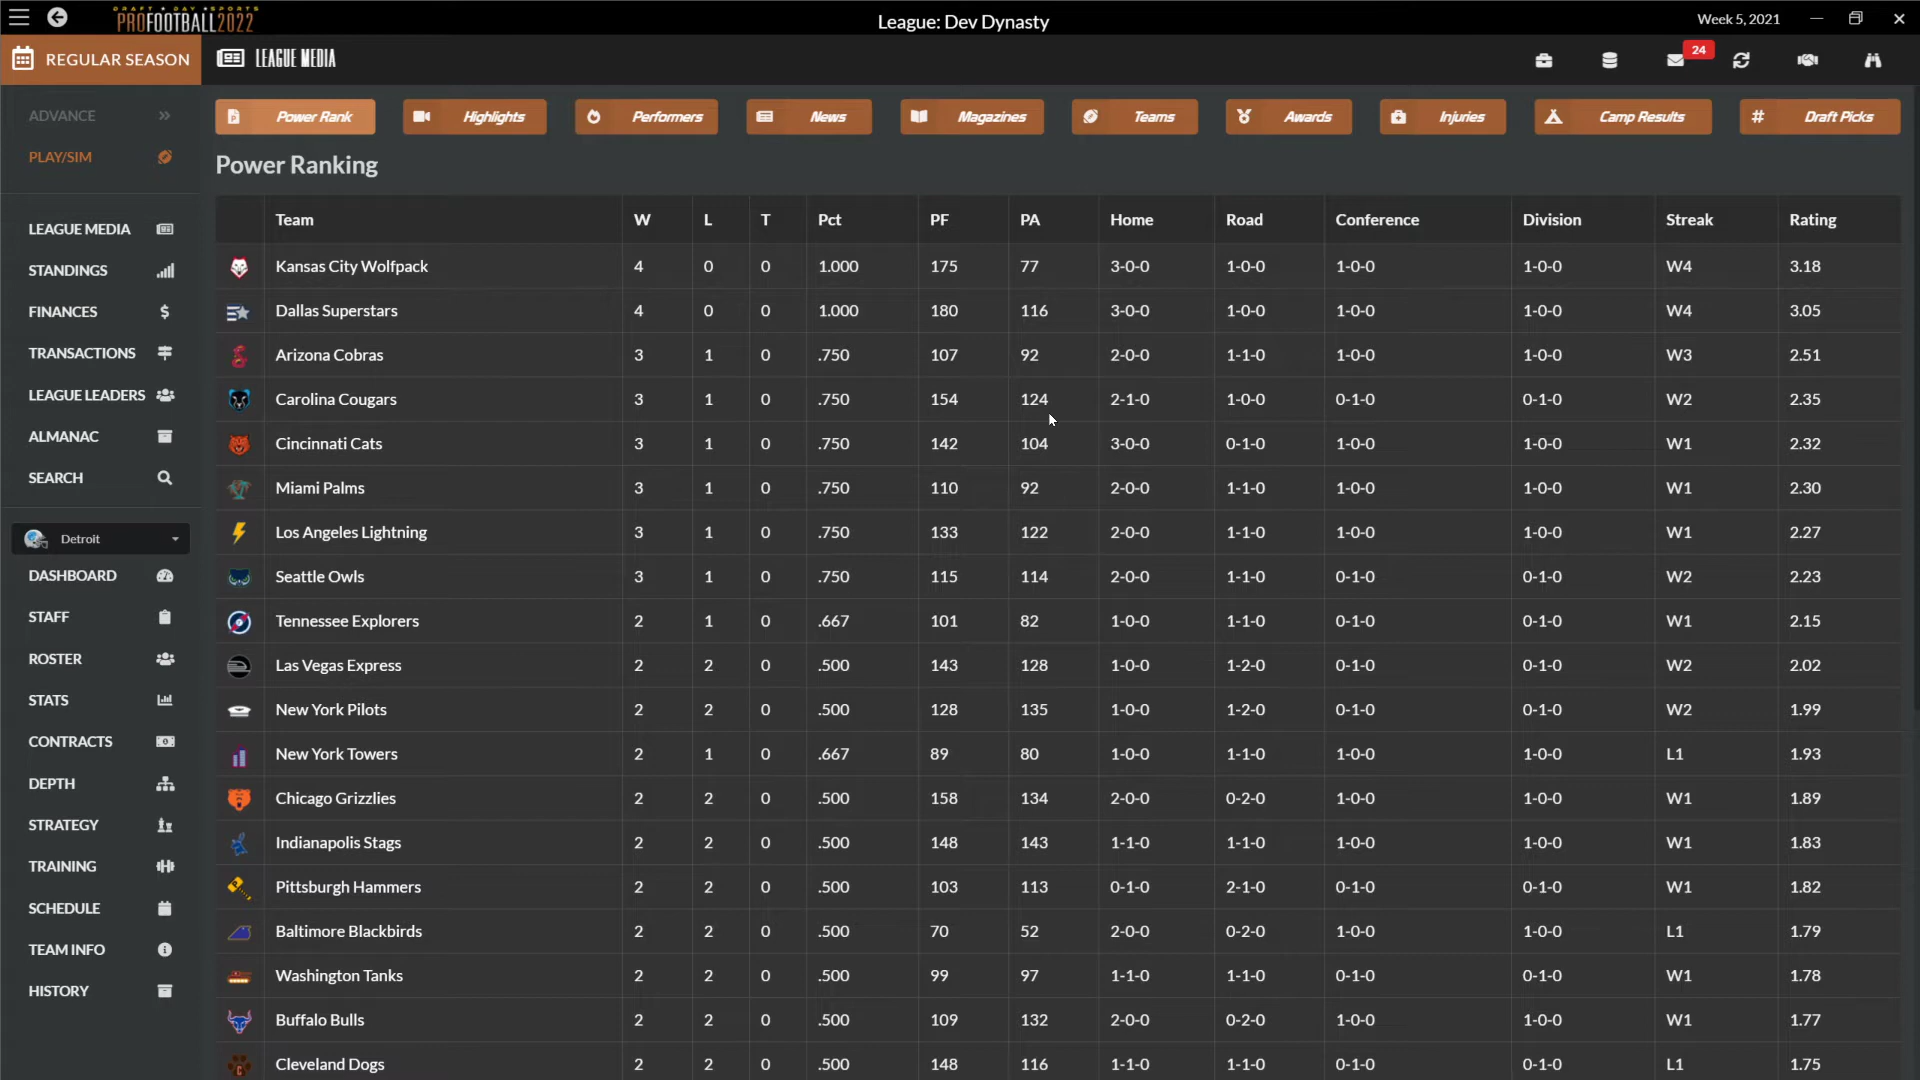 DRAFT DAY SPORTS
PROFOOTBALL2022
League: Dev Dynasty
Week 5, 2021
REGULAR SEASON
LEAGUE MEDIA
24
ADVANCE
PLAY/SIM
LEAGUE MEDIA
STANDINGS
FINANCES
TRANSACTIONS
LEAGUE LEADERS
ALMANAC
SEARCH
Detroit
DASHBOARD
STAFF
ROSTER
STATS
CONTRACTS
DEPTH
STRATEGY
TRAINING
SCHEDULE
TEAM INFO
HISTORY
Power Rank Highlights Performers News Magazines Teams Awards Injuries Camp Results Draft Picks
Power Ranking
Team W L T Pct PF PA Home Road Conference Division Streak Rating
Kansas City Wolfpack 4 0 0 1.000 175 77 3-0-0 1-0-0 1-0-0 1-0-0 W4 3.18
Dallas Superstars 4 0 0 1.000 180 116 3-0-0 1-0-0 1-0-0 1-0-0 W4 3.05
Arizona Cobras 3 1 0 .750 107 92 2-0-0 1-1-0 1-0-0 1-0-0 W3 2.51
Carolina Cougars 3 1 0 .750 154 124 2-1-0 1-0-0 0-1-0 0-1-0 W2 2.35
Cincinnati Cats 3 1 0 .750 142 104 3-0-0 0-1-0 1-0-0 1-0-0 W1 2.32
Miami Palms 3 1 0 .750 110 92 2-0-0 1-1-0 1-0-0 1-0-0 W1 2.30
Los Angeles Lightning 3 1 0 .750 133 122 2-0-0 1-1-0 1-0-0 1-0-0 W1 2.27
Seattle Owls 3 1 0 .750 115 114 2-0-0 1-1-0 0-1-0 0-1-0 W2 2.23
Tennessee Explorers 2 1 0 .667 101 82 1-0-0 1-1-0 0-1-0 0-1-0 W1 2.15
Las Vegas Express 2 2 0 .500 143 128 1-0-0 1-2-0 0-1-0 0-1-0 W2 2.02
New York Pilots 2 2 0 .500 128 135 1-0-0 1-2-0 0-1-0 0-1-0 W2 1.99
New York Towers 2 1 0 .667 89 80 1-0-0 1-1-0 1-0-0 1-0-0 L1 1.93
Chicago Grizzlies 2 2 0 .500 158 134 2-0-0 0-2-0 1-0-0 1-0-0 W1 1.89
Indianapolis Stags 2 2 0 .500 148 143 1-1-0 1-1-0 1-0-0 1-0-0 W1 1.83
Pittsburgh Hammers 2 2 0 .500 103 113 0-1-0 2-1-0 0-1-0 0-1-0 W1 1.82
Baltimore Blackbirds 2 2 0 .500 70 52 2-0-0 0-2-0 1-0-0 1-0-0 L1 1.79
Washington Tanks 2 2 0 .500 99 97 1-1-0 1-1-0 0-1-0 0-1-0 W1 1.78
Buffalo Bulls 2 2 0 .500 109 132 2-0-0 0-2-0 1-0-0 1-0-0 W1 1.77
Cleveland Dogs 2 2 0 .500 148 116 1-1-0 1-1-0 0-1-0 0-1-0 L1 1.75